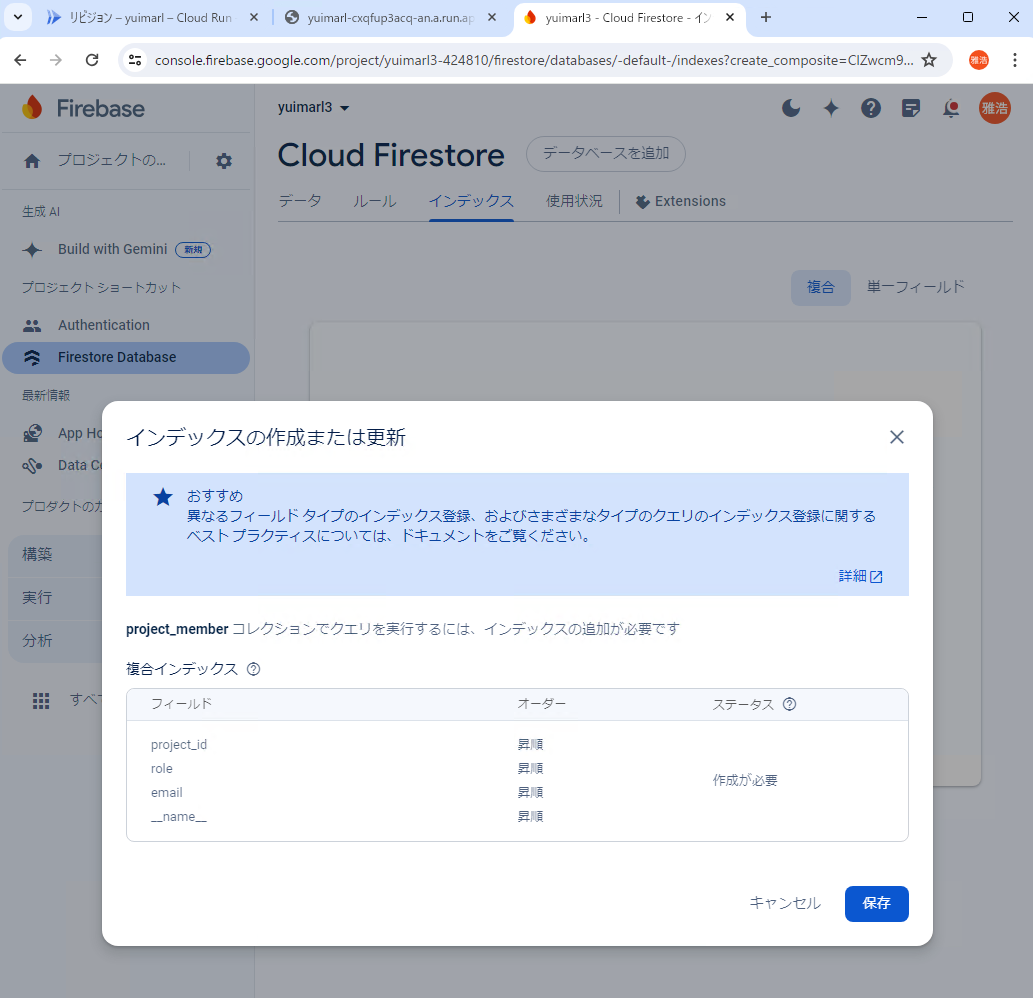 リビジョン – yuimarl – Cloud Run
yuimarl-cxqfup3acq-an.a.run.ap
yuimarl3 - Cloud Firestore - イン
console.firebase.google.com/project/yuimarl3-424810/firestore/databases/-default-/indexes?create_composite=ClZwcm9...
雅浩
Firebase
yuimarl3
雅浩
プロジェクトの...
Cloud Firestore
データベースを追加
データ ルール インデックス 使用状況 Extensions
生成 AI
Build with Gemini 新規
プロジェクト ショートカット
複合 単一フィールド
Authentication
Firestore Database
最新情報
App Ho
Data Co
プロダクトのカ
構築
実行
分析
すべて
インデックスの作成または更新
おすすめ
異なるフィールド タイプのインデックス登録、およびさまざまなタイプのクエリのインデックス登録に関する
ベスト プラクティスについては、ドキュメントをご覧ください。
詳細
project_member コレクションでクエリを実行するには、インデックスの追加が必要です
複合インデックス
フィールド オーダー ステータス
project_id 昇順
role 昇順
作成が必要
email 昇順
__name__ 昇順
キャンセル 保存